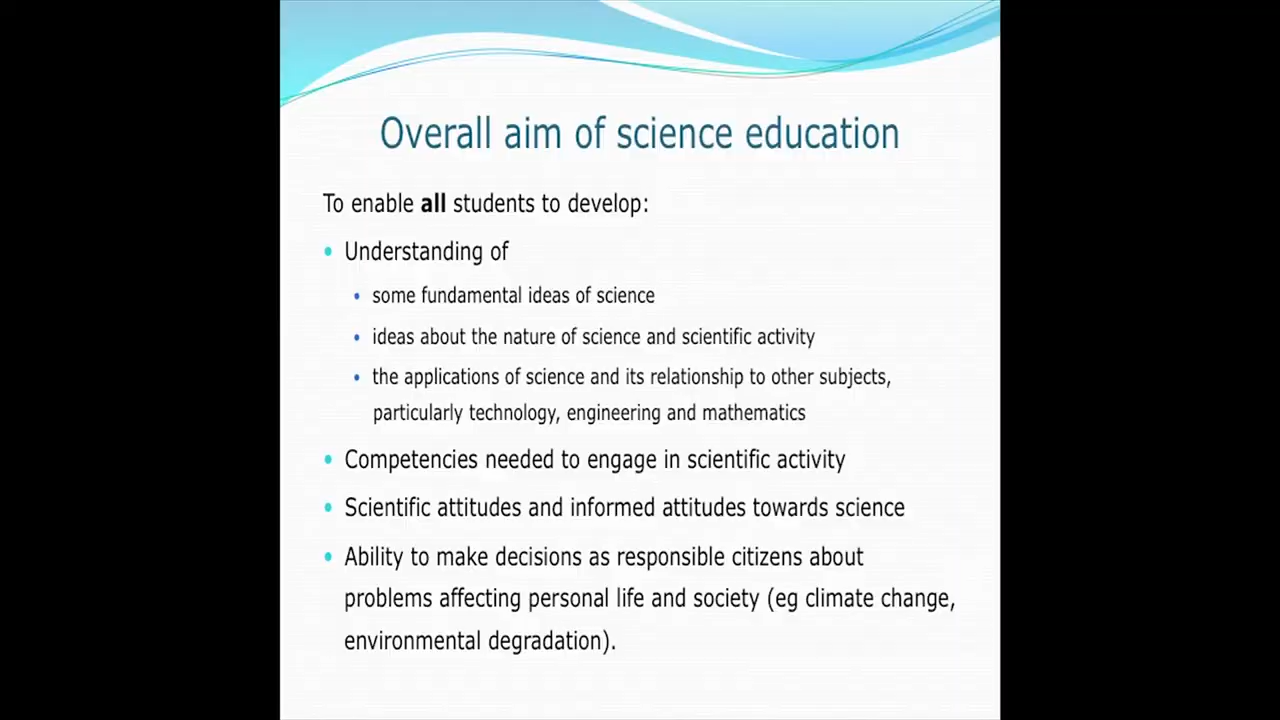 Overall aim of science education
To enable all students to develop:
• Understanding of
• some fundamental ideas of science
• ideas about the nature of science and scientific activity
• the applications of science and its relationship to other subjects,
particularly technology, engineering and mathematics
• Competencies needed to engage in scientific activity
• Scientific attitudes and informed attitudes towards science
• Ability to make decisions as responsible citizens about
problems affecting personal life and society (eg climate change,
environmental degradation).